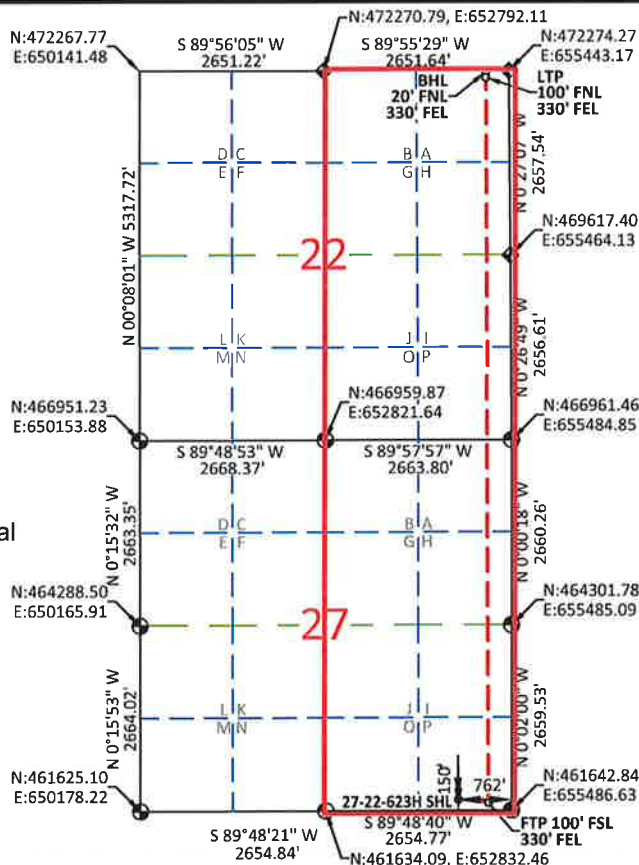 N:472270.79, E:652792.11
N:472267.77
E:650141.48
S 89°56'05" W
2651.22'
S 89°55'29" W
2651.64'
N:472274.27
E:655443.17
BHL
20' FNL
330' FEL
LTP
100' FNL
330' FEL
D C
E F
B A
G H
N 0°27'07" W
2657.54'
N 00°08'01" W 5317.72'
22
N:469617.40
E:655464.13
L K
M N
J I
O P
N 0°26'49" W
2656.61'
N:466951.23
E:650153.88
N:466959.87
E:652821.64
N:466961.46
E:655484.85
S 89°48'53" W
2668.37'
S 89°57'57" W
2663.80'
al
N 0°15'32" W
2663.35'
D C
E F
B A
G H
N 0°00'18" W
2660.26'
N:464288.50
E:650165.91
27
N:464301.78
E:655485.09
N 0°15'53" W
2664.02'
L K
M N
J I
O P
N 0°02'00" W
2659.53'
N:461625.10
E:650178.22
150'
762'
27-22-623H SHL
N:461642.84
E:655486.63
S 89°48'21" W
2654.84'
S 89°48'40" W
2654.77'
FTP 100' FSL
330' FEL
N:461634.09, E:652832.46